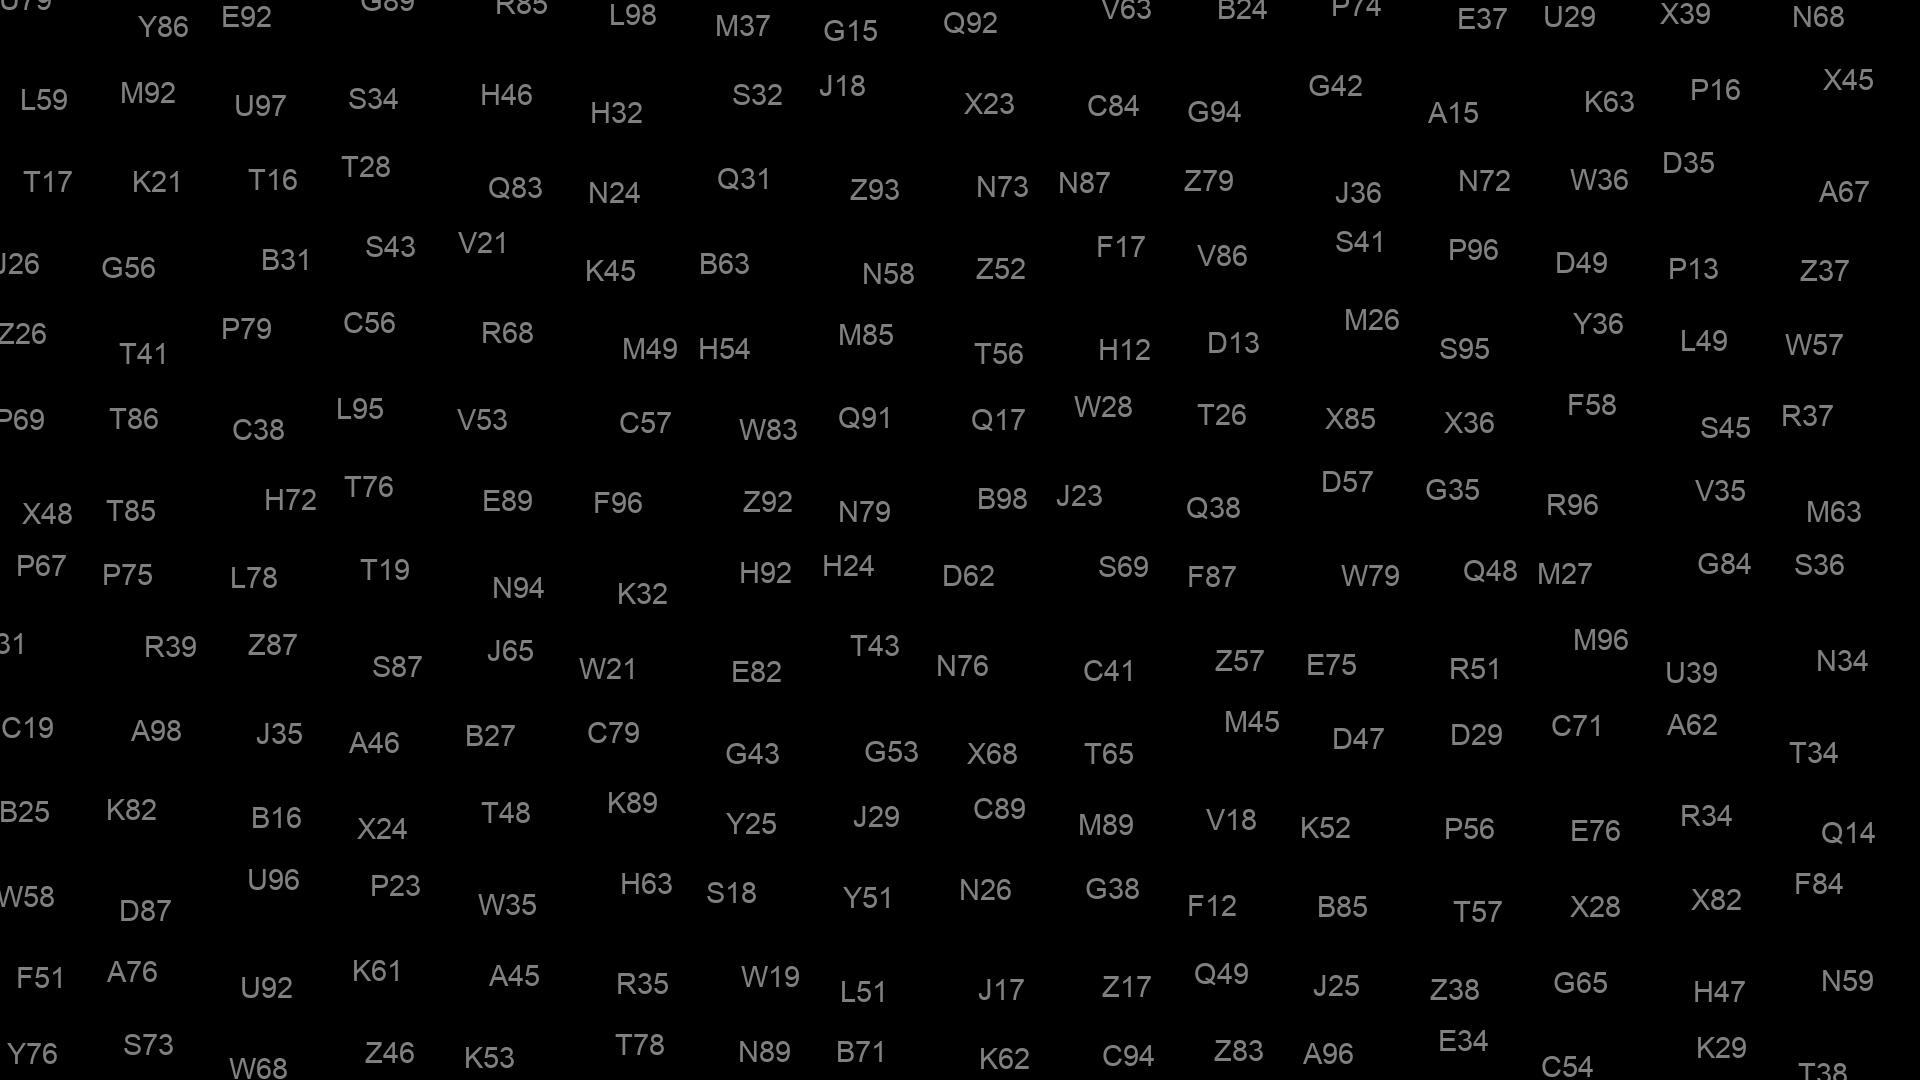 U79 Y86 E92 G89 R85 L98 M37 G15 Q92 V63 B24 P74 E37 U29 X39 N68
L59 M92 U97 S34 H46 H32 S32 J18 X23 C84 G94 G42 A15 K63 P16 X45
T17 K21 T16 T28 Q83 N24 Q31 Z93 N73 N87 Z79 J36 N72 W36 D35 A67
J26 G56 B31 S43 V21 K45 B63 N58 Z52 F17 V86 S41 P96 D49 P13 Z37
Z26 T41 P79 C56 R68 M49 H54 M85 T56 H12 D13 M26 S95 Y36 L49 W57
P69 T86 C38 L95 V53 C57 W83 Q91 Q17 W28 T26 X85 X36 F58 S45 R37
X48 T85 H72 T76 E89 F96 Z92 N79 B98 J23 Q38 D57 G35 R96 V35 M63
P67 P75 L78 T19 N94 K32 H92 H24 D62 S69 F87 W79 Q48 M27 G84 S36
31 R39 Z87 S87 J65 W21 E82 T43 N76 C41 Z57 E75 R51 M96 U39 N34
C19 A98 J35 A46 B27 C79 G43 G53 X68 T65 M45 D47 D29 C71 A62 T34
B25 K82 B16 X24 T48 K89 Y25 J29 C89 M89 V18 K52 P56 E76 R34 Q14
W58 D87 U96 P23 W35 H63 S18 Y51 N26 G38 F12 B85 T57 X28 X82 F84
F51 A76 U92 K61 A45 R35 W19 L51 J17 Z17 Q49 J25 Z38 G65 H47 N59
Y76 S73 W68 Z46 K53 T78 N89 B71 K62 C94 Z83 A96 E34 C54 K29 T38